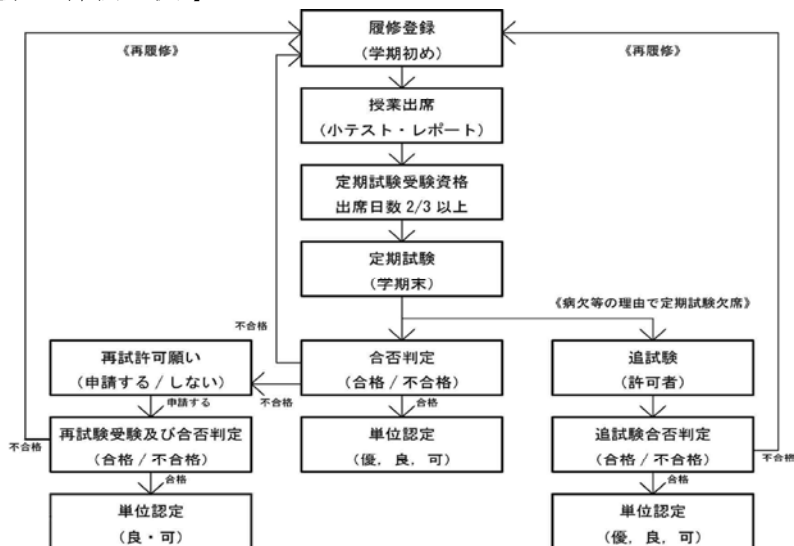 履修登録
(学期初め)
《再履修》
《再履修》
授業出席
(小テスト・レポート)
定期試験受験資格
出席日数 2/3 以上
定期試験
(学期末)
《病欠等の理由で定期試験欠席》
不合格
再試許可願い
(申請する / しない)
合否判定
(合格 / 不合格)
追試験
(許可者)
申請する
不合格
合格
不合格
再試験受験及び合否判定
(合格 / 不合格)
単位認定
(優, 良, 可)
追試験合否判定
(合格 / 不合格)
不合格
合格
合格
単位認定
(良・可)
単位認定
(優, 良, 可)